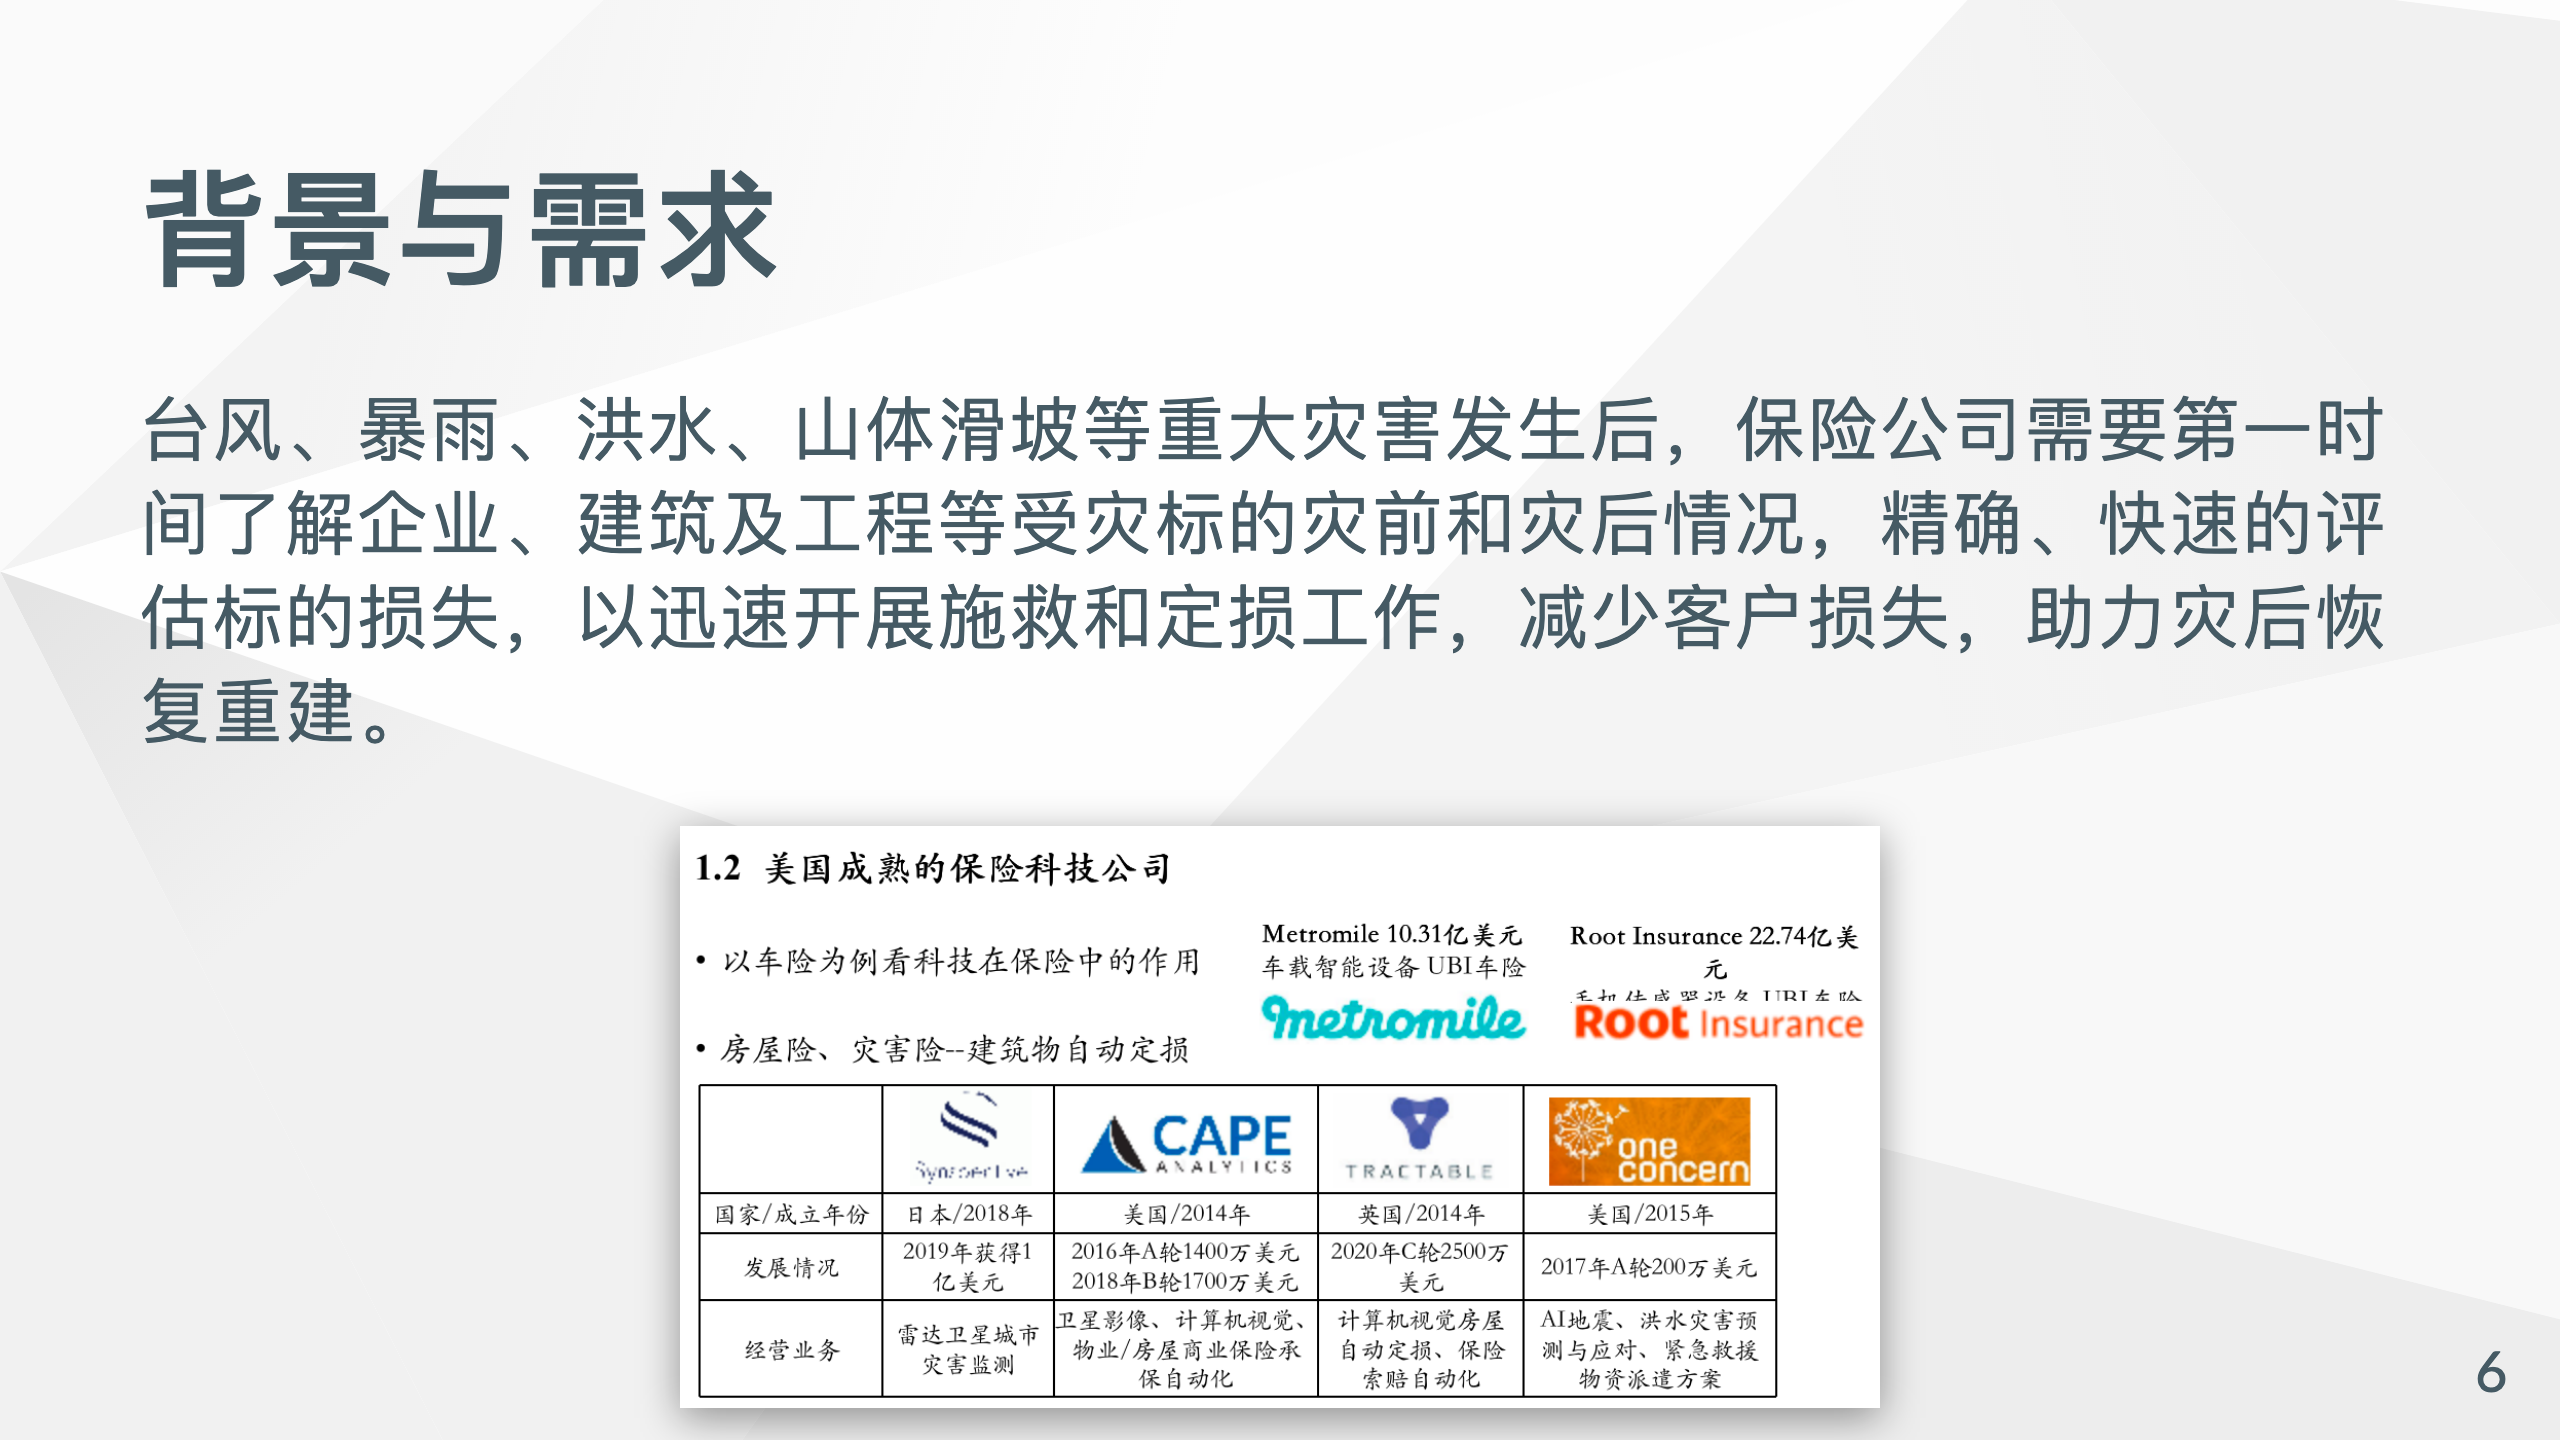 背景与需求
台风、暴雨、洪水、山体滑坡等重大灾害发生后，保险公司需要第一时
间了解企业、建筑及工程等受灾标的灾前和灾后情况，精确、快速的评
估标的损失，以迅速开展施救和定损工作，减少客户损失，助力灾后恢
复重建。
1.2 美国成熟的保险科技公司
• 以车险为例看科技在保险中的作用
Metromile 10.31亿美元
车载智能设备 UBI车险
metromile
Root Insurance 22.74亿美
元
手机传感器设备 UBI车险
Root Insurance
• 房屋险、灾害险--建筑物自动定损
CAPE
ANALYTICS
TRACTABLE
one
concern
国家/成立年份 日本/2018年 美国/2014年 英国/2014年 美国/2015年
发展情况
2019年获得1
亿美元
2016年A轮1400万美元
2018年B轮1700万美元
2020年C轮2500万
美元
2017年A轮200万美元
经营业务
雷达卫星城市
灾害监测
卫星影像、计算机视觉、
物业/房屋商业保险承
保自动化
计算机视觉房屋
自动定损、保险
索赔自动化
AI地震、洪水灾害预
测与应对、紧急救援
物资派遣方案
6